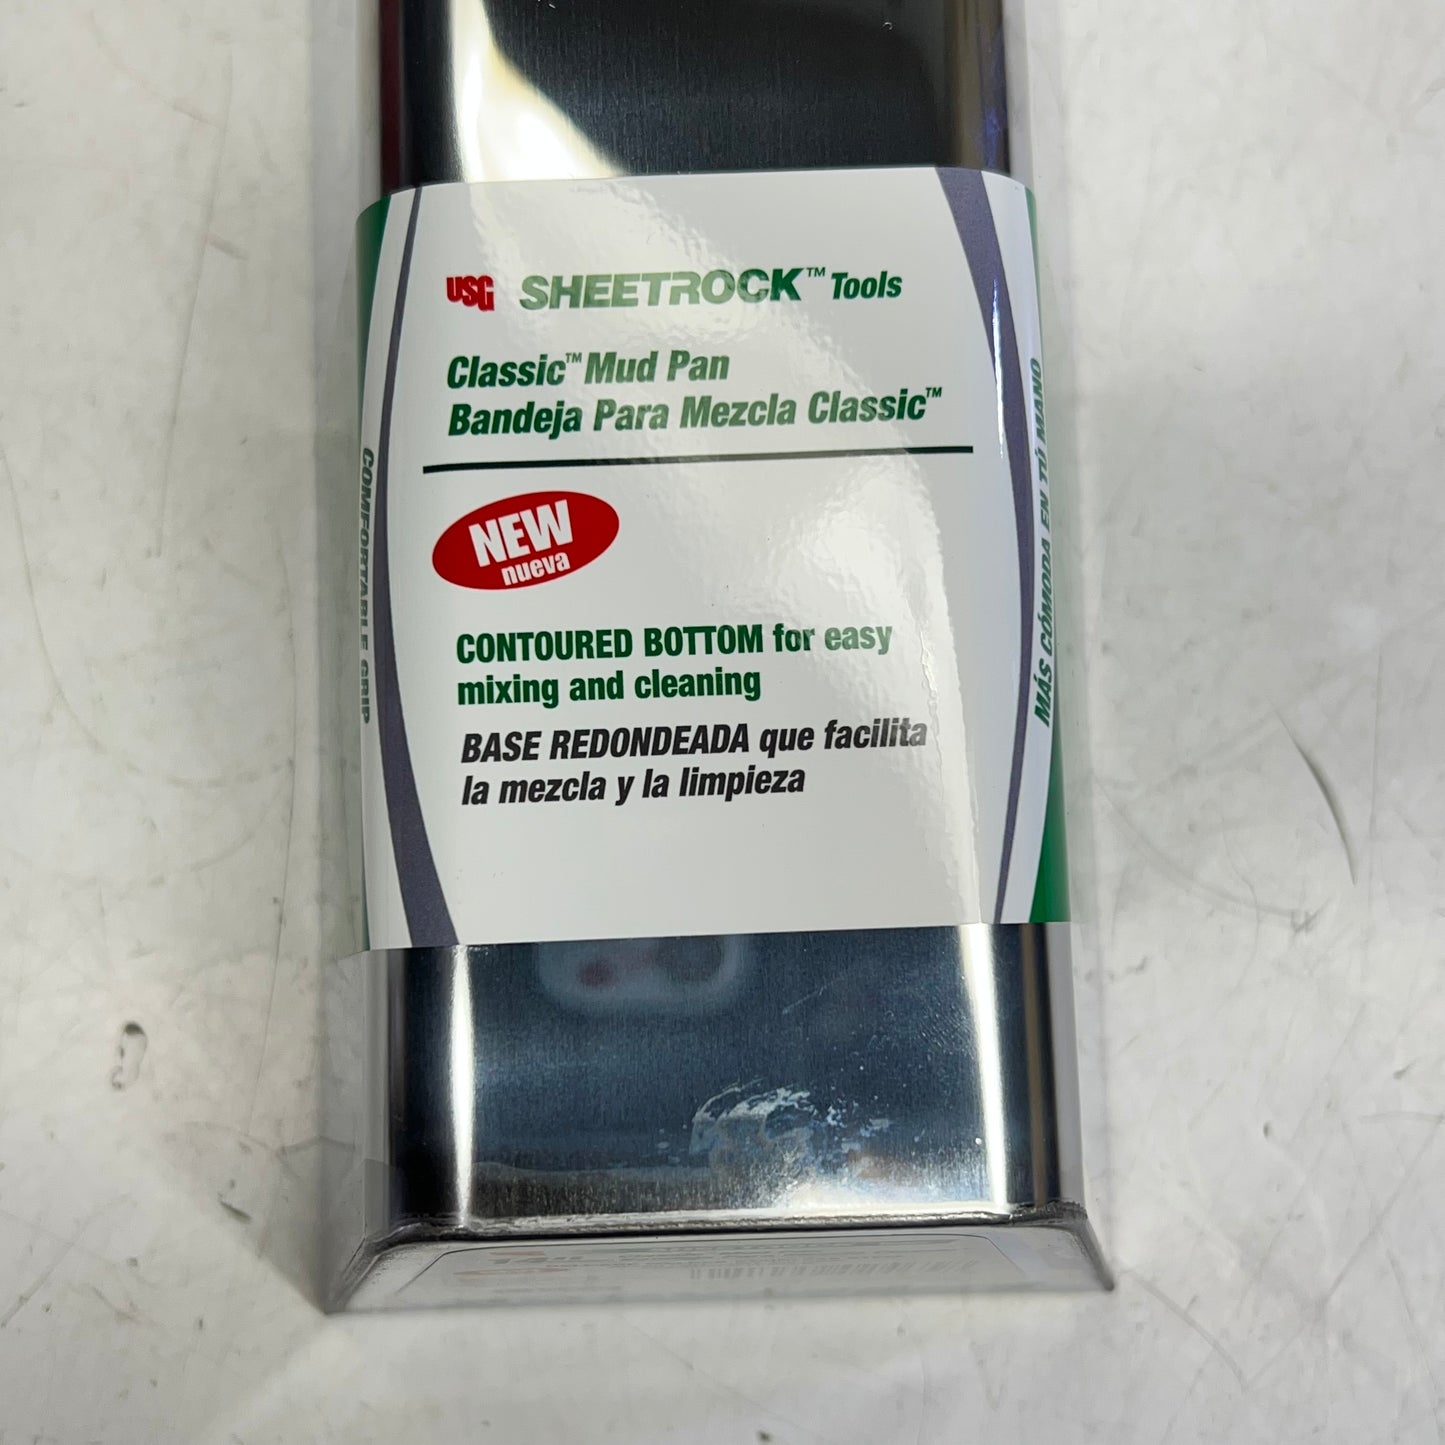 USG SHEETROCK™ Tools
Classic™ Mud Pan
Bandeja Para Mezcla Classic™
NEW
nueva
CONTOURED BOTTOM for easy
mixing and cleaning
BASE REDONDEADA que facilita
la mezcla y la limpieza
COMFORTABLE GRIP
MÁS CÓMODA EN TÚ MANO